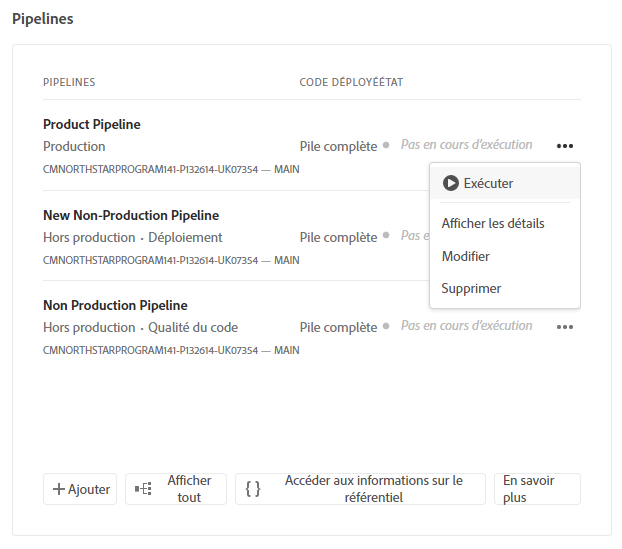 Pipelines
PIPELINES CODE DÉPLOYÉÉTAT
Product Pipeline
Production Pile complète Pas en cours d'exécution
CMNORTHSTARPROGRAM141-P132614-UK07354 — MAIN
Exécuter
Afficher les détails
Modifier
Supprimer
New Non-Production Pipeline
Hors production · Déploiement Pile complète Pas e
CMNORTHSTARPROGRAM141-P132614-UK07354 — MAIN
Non Production Pipeline
Hors production · Qualité du code Pile complète Pas en cours d'exécution
CMNORTHSTARPROGRAM141-P132614-UK07354 — MAIN
Ajouter
Afficher
tout
Accéder aux informations sur le
référentiel
En savoir
plus